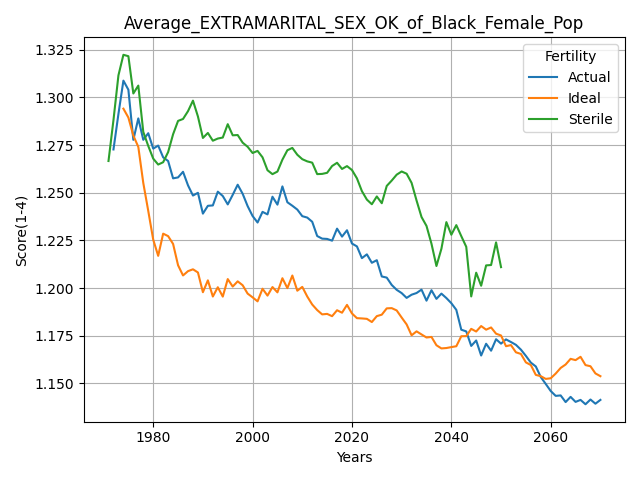 Average_EXTRAMARITAL_SEX_OK_of_Black_Female_Pop
Fertility
Actual
Ideal
Sterile
Score(1-4)
1.325
1.300
1.275
1.250
1.225
1.200
1.175
1.150
1980
2000
2020
2040
2060
Years